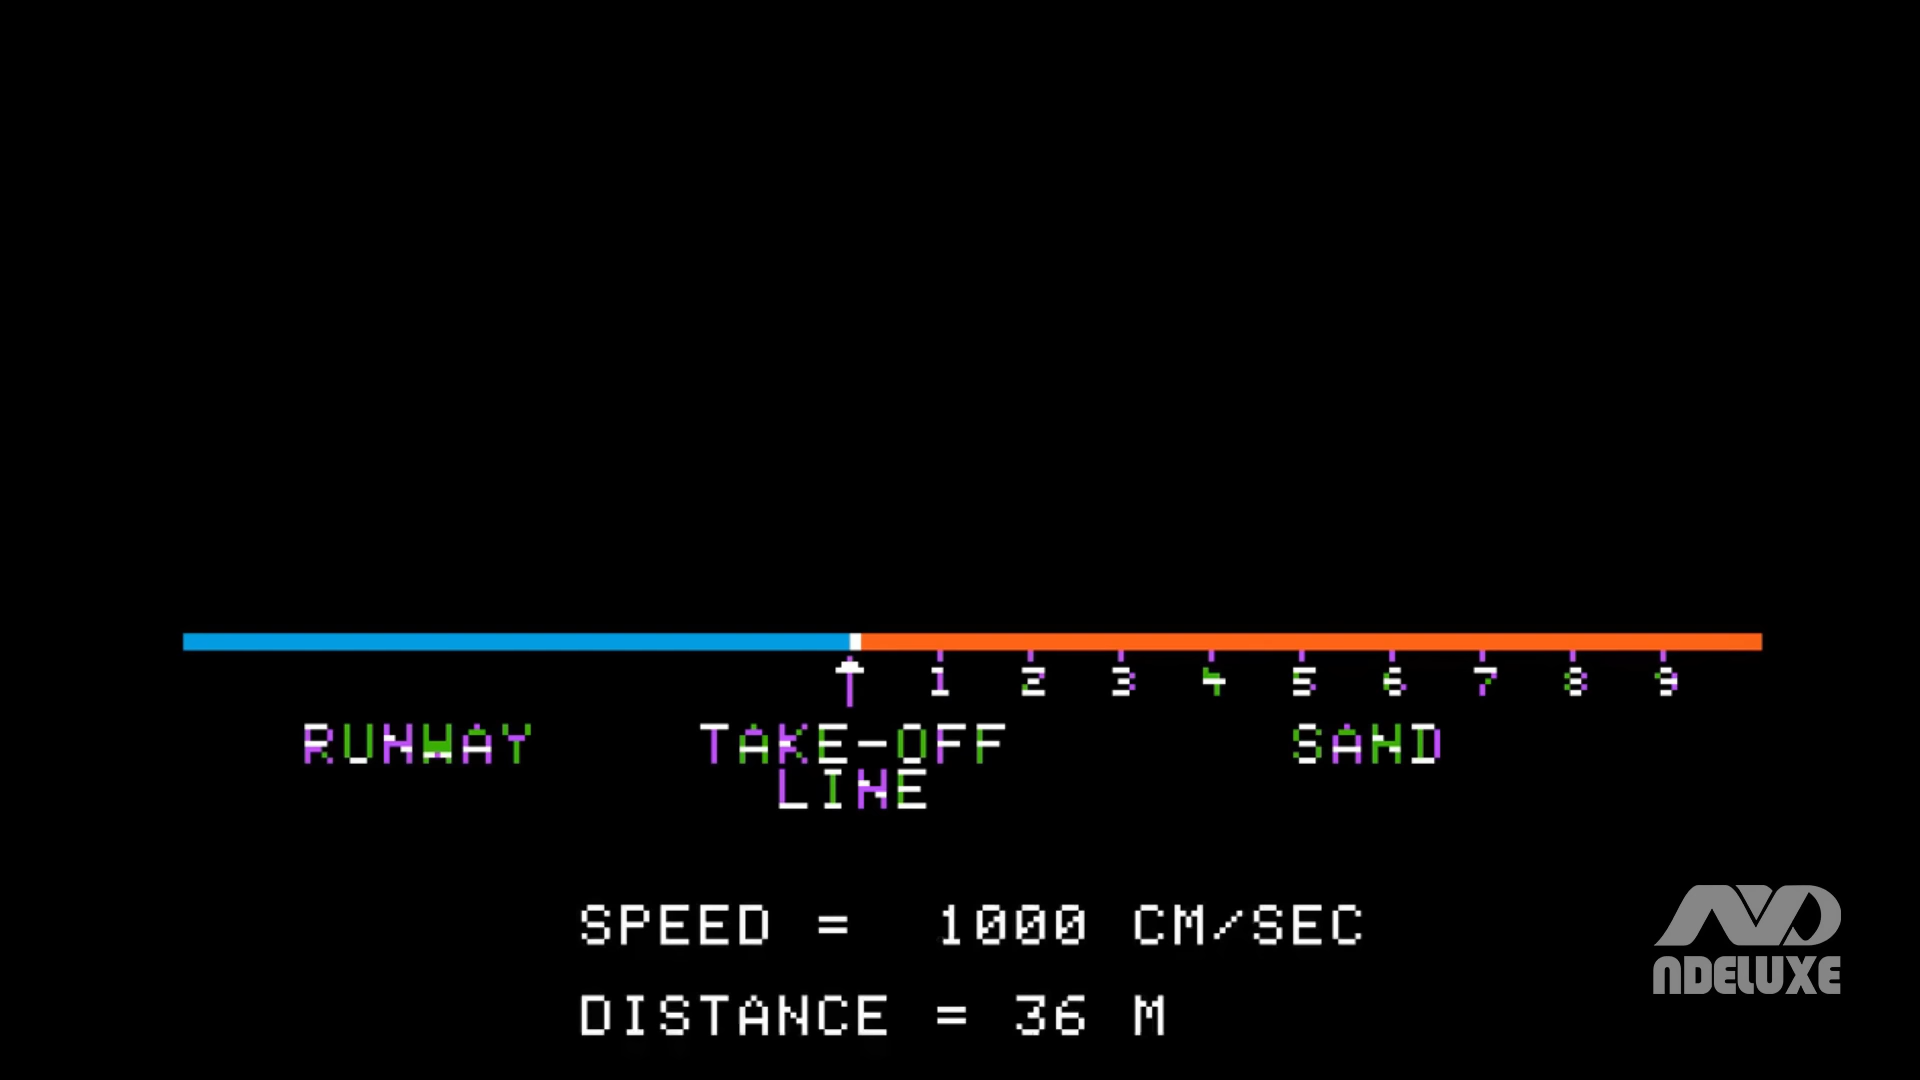 1 2 3 4 5 6 7 8 9
RUNWAY TAKE-OFF SAND
LINE
SPEED = 1000 CM/SEC
DISTANCE = 36 M
ND
NDELUXE